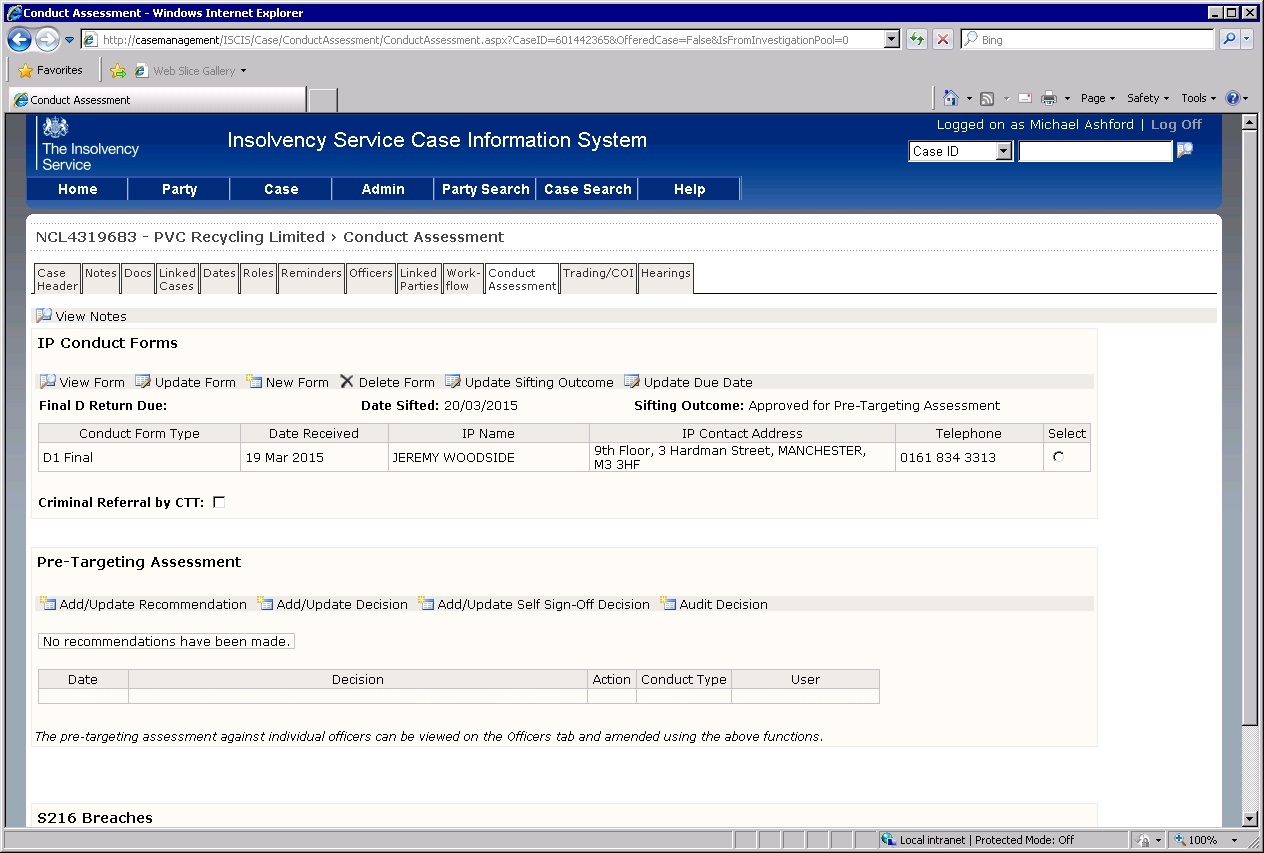 Conduct Assessment - Windows Internet Explorer
http://casemanagement/ISCIS/Case/ConductAssessment/ConductAssessment.aspx?CaseID=601442365&OfferedCase=False&IsFromInvestigationPool=0
Bing
Favorites
Web Slice Gallery
Conduct Assessment
Page
Safety
Tools
The Insolvency
Service
Insolvency Service Case Information System
Logged on as Michael Ashford | Log Off
Case ID
Home Party Case Admin Party Search Case Search Help
NCL4319683 - PVC Recycling Limited › Conduct Assessment
Case Header Notes Docs Linked Cases Dates Roles Reminders Officers Linked Parties Work-flow Conduct Assessment Trading/COI Hearings
View Notes
IP Conduct Forms
View Form Update Form New Form Delete Form Update Sifting Outcome Update Due Date
Final D Return Due: Date Sifted: 20/03/2015 Sifting Outcome: Approved for Pre-Targeting Assessment
Conduct Form Type Date Received IP Name IP Contact Address Telephone Select
D1 Final 19 Mar 2015 JEREMY WOODSIDE 9th Floor, 3 Hardman Street, MANCHESTER, M3 3HF 0161 834 3313
Criminal Referral by CTT:
Pre-Targeting Assessment
Add/Update Recommendation Add/Update Decision Add/Update Self Sign-Off Decision Audit Decision
No recommendations have been made.
Date Decision Action Conduct Type User
The pre-targeting assessment against individual officers can be viewed on the Officers tab and amended using the above functions.
S216 Breaches
Local intranet | Protected Mode: Off
100%